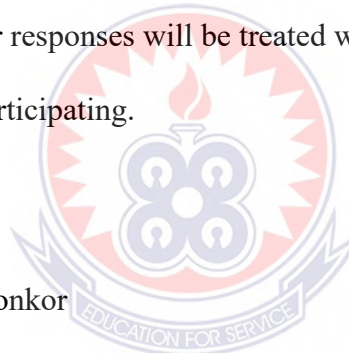 r responses will be treated w
rticipating.
onkor
EDUCATION FOR SERVICE